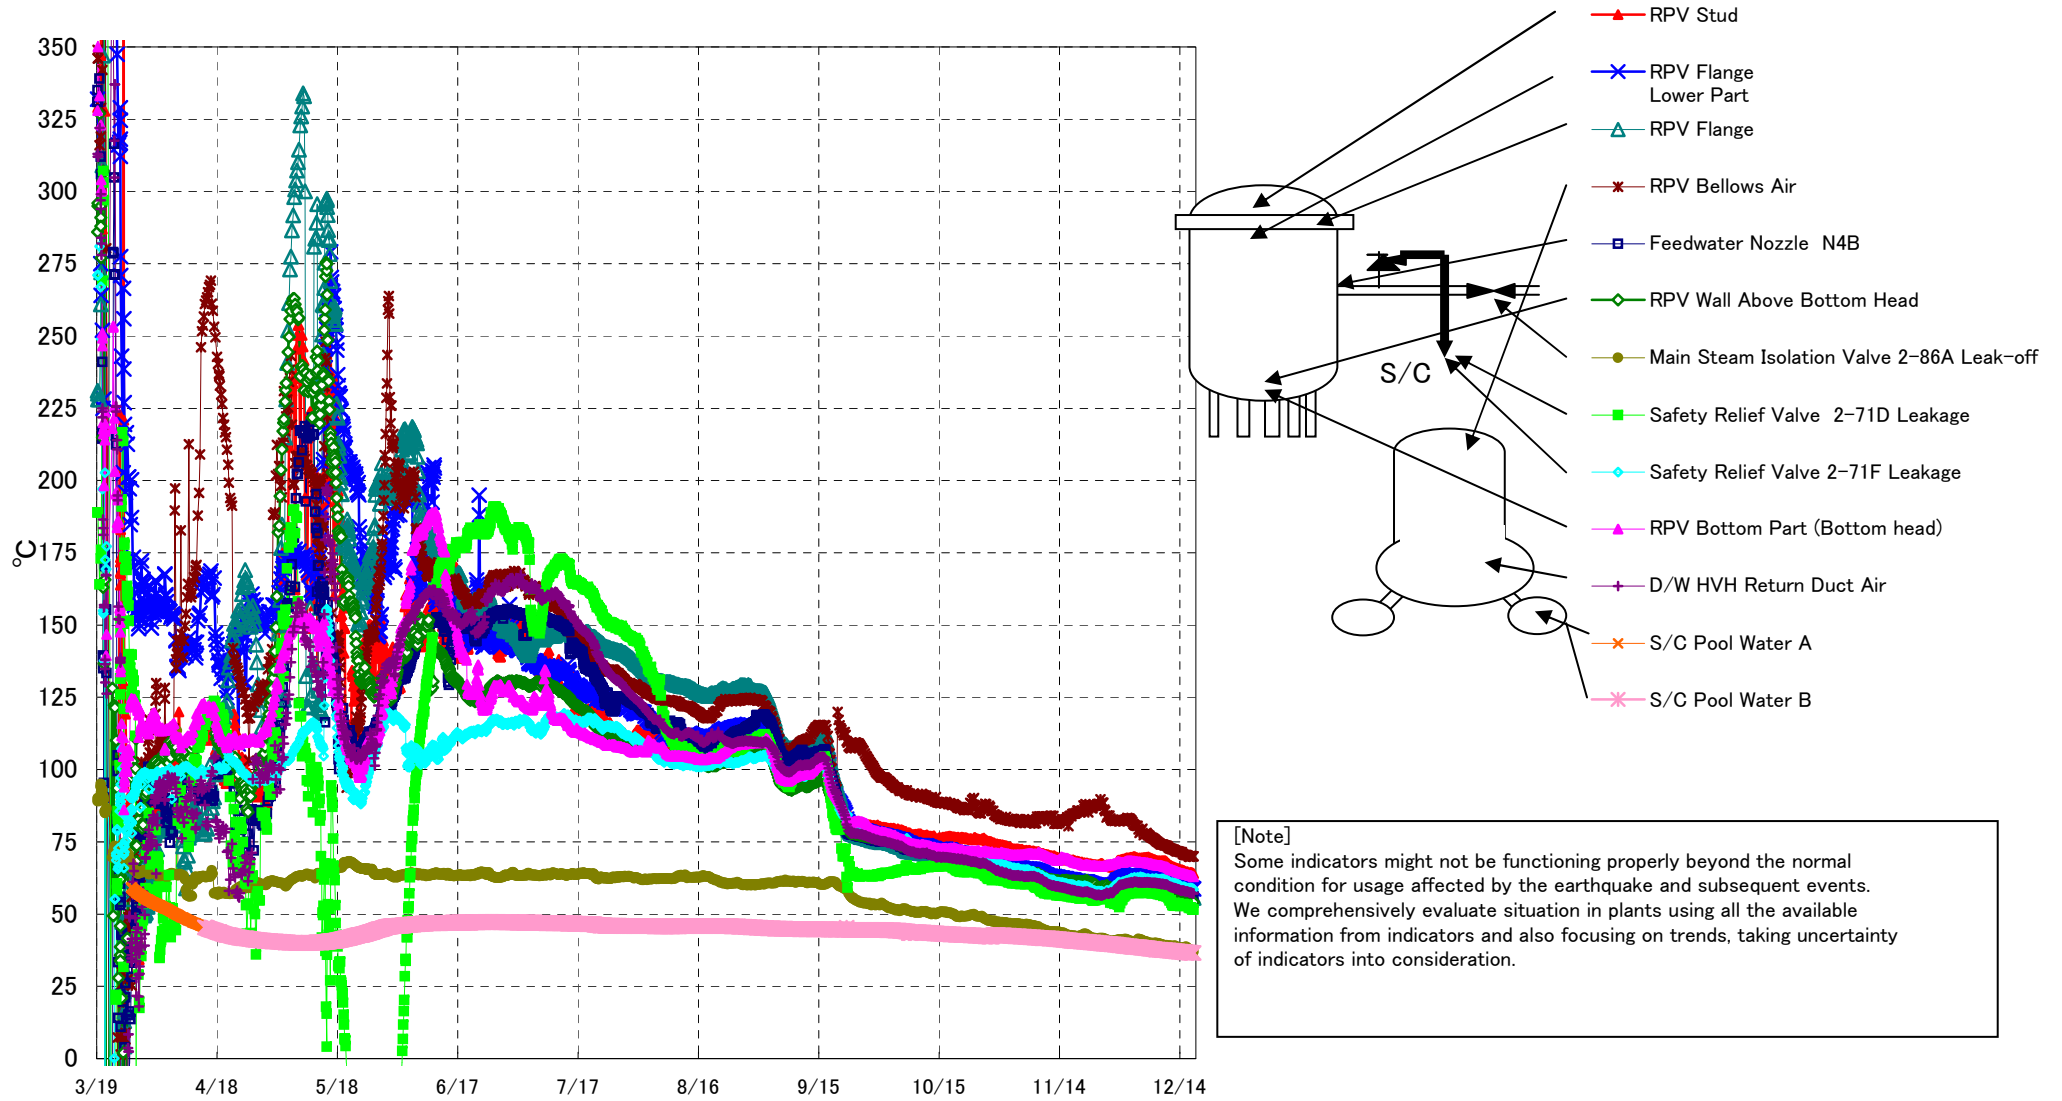 350
325
300
275
250
225
200
175
150
125
100
75
50
25
0
℃
3/19 4/18 5/18 6/17 7/17 8/16 9/15 10/15 11/14 12/14
S/C
RPV Stud
RPV Flange
Lower Part
RPV Flange
RPV Bellows Air
Feedwater Nozzle N4B
RPV Wall Above Bottom Head
Main Steam Isolation Valve 2-86A Leak-off
Safety Relief Valve 2-71D Leakage
Safety Relief Valve 2-71F Leakage
RPV Bottom Part (Bottom head)
D/W HVH Return Duct Air
S/C Pool Water A
S/C Pool Water B
[Note]
Some indicators might not be functioning properly beyond the normal
condition for usage affected by the earthquake and subsequent events.
We comprehensively evaluate situation in plants using all the available
information from indicators and also focusing on trends, taking uncertainty
of indicators into consideration.